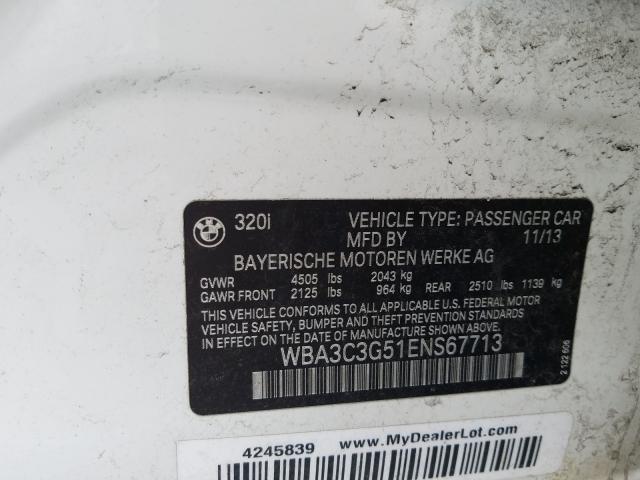 320i VEHICLE TYPE: PASSENGER CAR
MFD BY 11/13
BAYERISCHE MOTOREN WERKE AG
GVWR 4505 lbs 2043 kg
GAWR FRONT 2125 lbs 964 kg REAR 2510 lbs 1139 kg
THIS VEHICLE CONFORMS TO ALL APPLICABLE U.S. FEDERAL MOTOR
VEHICLE SAFETY, BUMPER AND THEFT PREVENTION STANDARDS
IN EFFECT ON THE DATE OF MANUFACTURE SHOWN ABOVE.
WBA3C3G51ENS67713
2 122 606
4245839 www.MyDealerLot.com